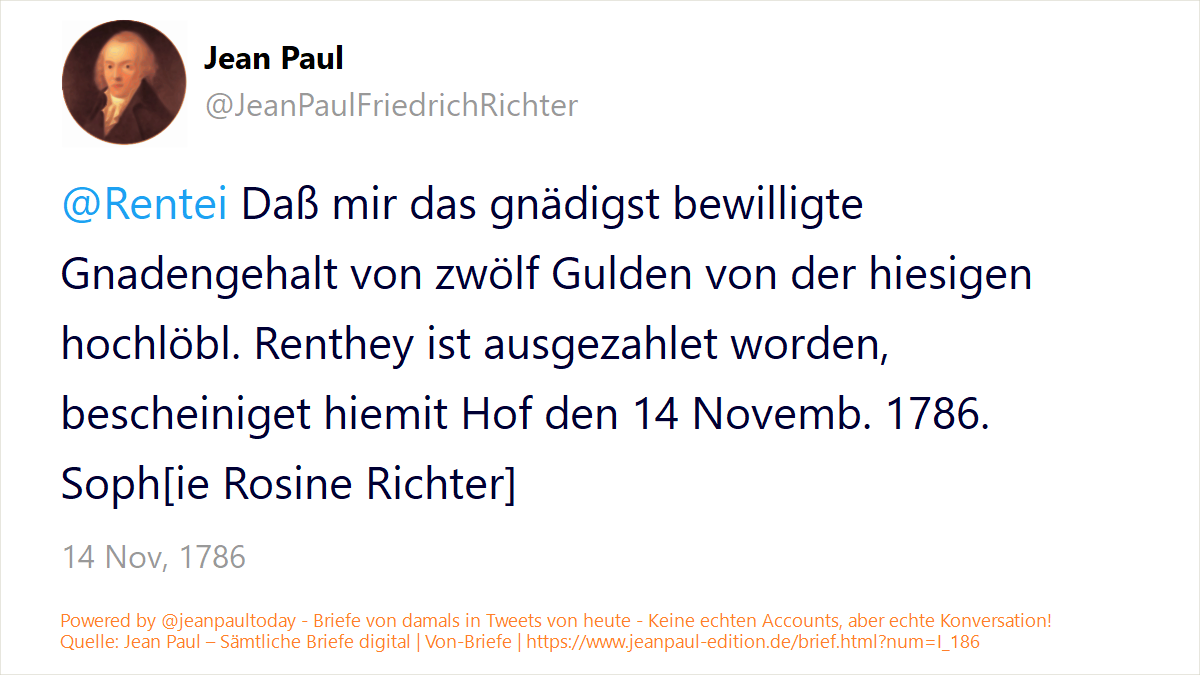 Jean Paul
@JeanPaulFriedrichRichter
@Rentei Daß mir das gnädigst bewilligte
Gnadengehalt von zwölf Gulden von der hiesigen
hochlöbl. Renthey ist ausgezahlet worden,
bescheiniget hiemit Hof den 14 Novemb. 1786.
Soph[ie Rosine Richter]
14 Nov, 1786
Powered by @jeanpaultoday - Briefe von damals in Tweets von heute - Keine echten Accounts, aber echte Konversation!
Quelle: Jean Paul – Sämtliche Briefe digital | Von-Briefe | https://www.jeanpaul-edition.de/brief.html?num=I_186